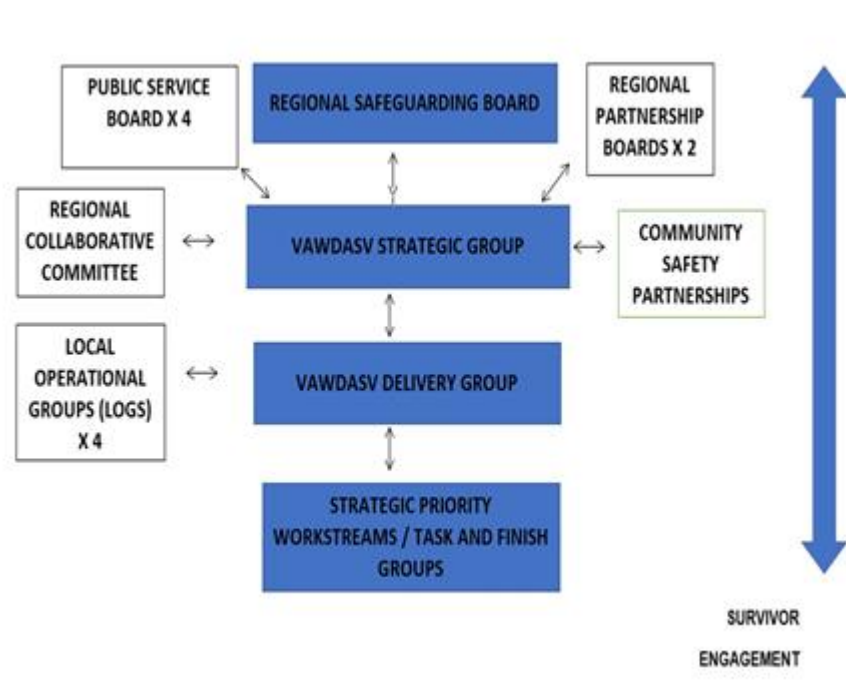 PUBLIC SERVICE
BOARD X 4
REGIONAL SAFEGUARDING BOARD
REGIONAL
PARTNERSHIP
BOARDS X 2
REGIONAL
COLLABORATIVE
COMMITTEE
VAWDASV STRATEGIC GROUP
COMMUNITY
SAFETY
PARTNERSHIPS
LOCAL
OPERATIONAL
GROUPS (LOGS)
X 4
VAWDASV DELIVERY GROUP
STRATEGIC PRIORITY
WORKSTREAMS / TASK AND FINISH
GROUPS
SURVIVOR
ENGAGEMENT